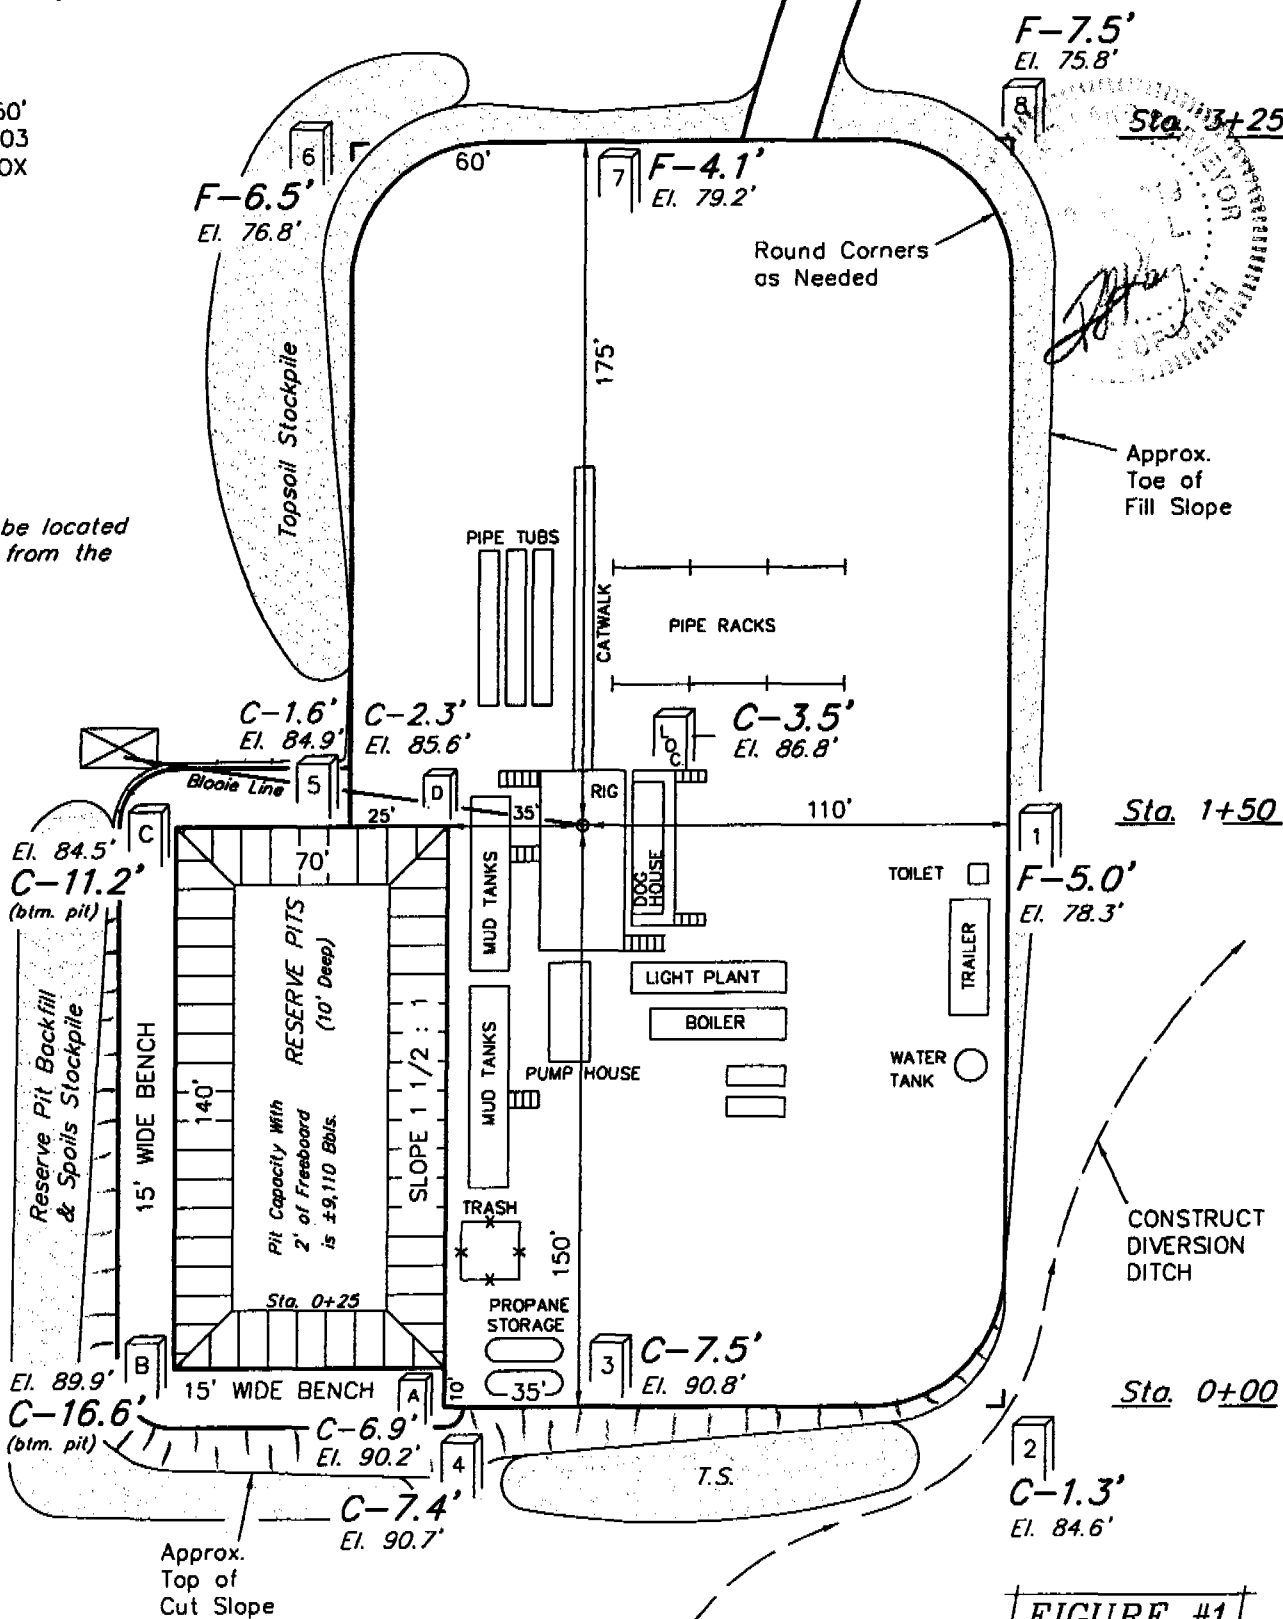 F-7.5'
El. 75.8'
60'
03
OX
8
Sta. 3+25
6
60'
7
F-4.1'
El. 79.2'
F-6.5'
El. 76.8'
SURVEYOR
OF UTAH
Round Corners
as Needed
175'
Topsoil Stockpile
Approx.
Toe of
Fill Slope
be located
from the
PIPE TUBS
CATWALK
PIPE RACKS
C-1.6'
El. 84.9'
C-2.3'
El. 85.6'
LOC.
C-3.5'
El. 86.8'
Blooie Line
5
D
RIG
25'
35'
110'
Sta. 1+50
1
C
El. 84.5'
C-11.2'
(btm. pit)
70'
MUD TANKS
DOG
HOUSE
TOILET
F-5.0'
El. 78.3'
TRAILER
RESERVE PITS
(10' Deep)
LIGHT PLANT
BOILER
Reserve Pit Backfill
& Spoils Stockpile
15' WIDE BENCH
140'
Pit Capacity With
2' of Freeboard
is ±9,110 Bbls.
SLOPE 1 1/2 : 1
MUD TANKS
PUMP HOUSE
WATER
TANK
TRASH
150'
CONSTRUCT
DIVERSION
DITCH
Sta. 0+25
PROPANE
STORAGE
3
C-7.5'
El. 90.8'
B
El. 89.9'
C-16.6'
(btm. pit)
15' WIDE BENCH
A
10'
35'
Sta. 0+00
C-6.9'
El. 90.2'
4
T.S.
2
C-1.3'
El. 84.6'
C-7.4'
El. 90.7'
Approx.
Top of
Cut Slope
FIGURE #1